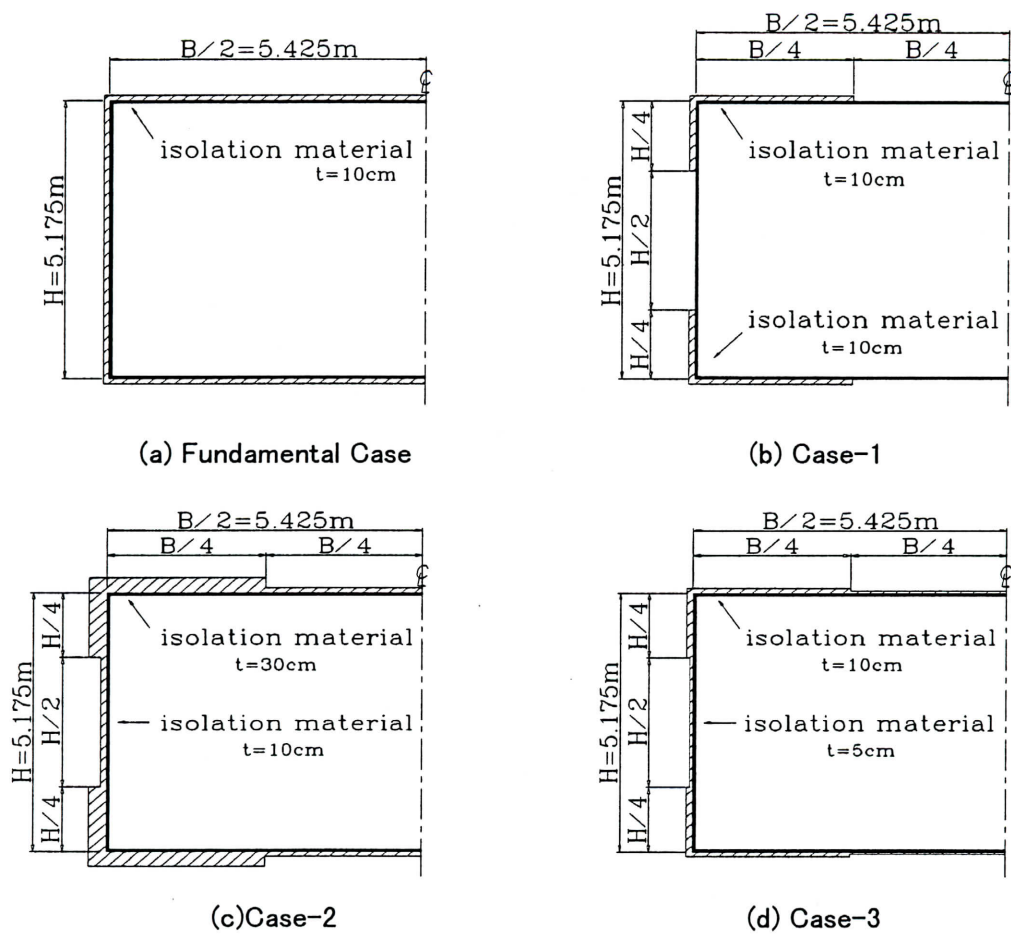 B/2=5.425m
℄
H=5.175m
isolation material
t=10cm
(a) Fundamental Case
B/2=5.425m
B/4
B/4
℄
H=5.175m
H/4
H/2
H/4
isolation material
t=10cm
isolation material
t=10cm
(b) Case-1
B/2=5.425m
B/4
B/4
℄
H=5.175m
H/4
H/2
H/4
isolation material
t=30cm
isolation material
t=10cm
(c)Case-2
B/2=5.425m
B/4
B/4
℄
H=5.175m
H/4
H/2
H/4
isolation material
t=10cm
isolation material
t=5cm
(d) Case-3